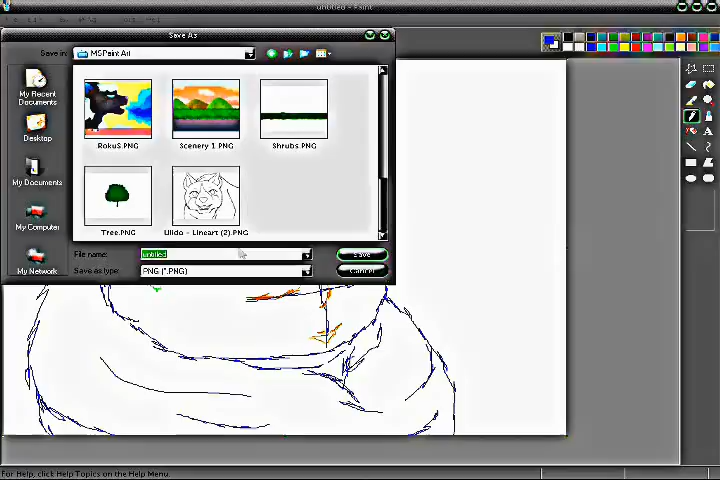 untitled - Paint
Save As
Save in:
MSPaint Art
My Recent
Documents
Desktop
My Documents
My Computer
My Network
RokuS.PNG
Scenery 1.PNG
Shrubs.PNG
Tree.PNG
Ulido - Lineart (2).PNG
File name:
untitled
Save
Save as type:
PNG (*.PNG)
Cancel
For Help, click Help Topics on the Help Menu.